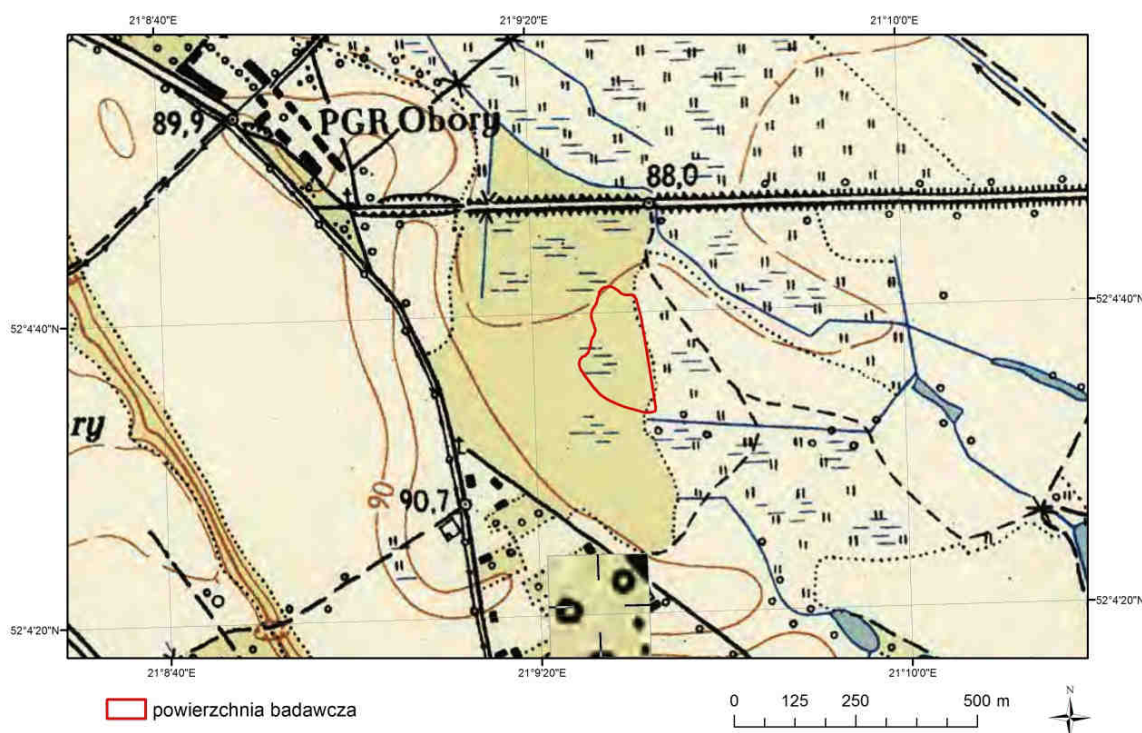 21°8'40"E 21°9'20"E 21°10'0"E
89,9 PGR Obory
88,0
52°4'40"N 52°4'40"N
ry
90
90,7
52°4'20"N 52°4'20"N
21°8'40"E 21°9'20"E 21°10'0"E
powierzchnia badawcza
0 125 250 500 m
N